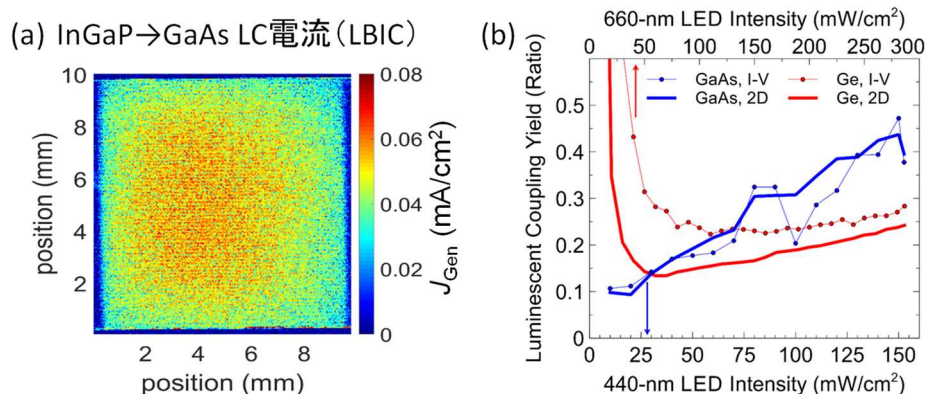 (a) InGaP→GaAs LC電流(LBIC)
10
8
6
4
2
position (mm)
2 4 6 8
position (mm)
0.08
0.06
0.04
0.02
0
J_Gen (mA/cm²)
(b)
660-nm LED Intensity (mW/cm²)
0 50 100 150 200 250 300
GaAs, I-V
Ge, I-V
GaAs, 2D
Ge, 2D
0.5
0.4
0.3
0.2
0.1
0
Luminescent Coupling Yield (Ratio)
0 25 50 75 100 125 150
440-nm LED Intensity (mW/cm²)